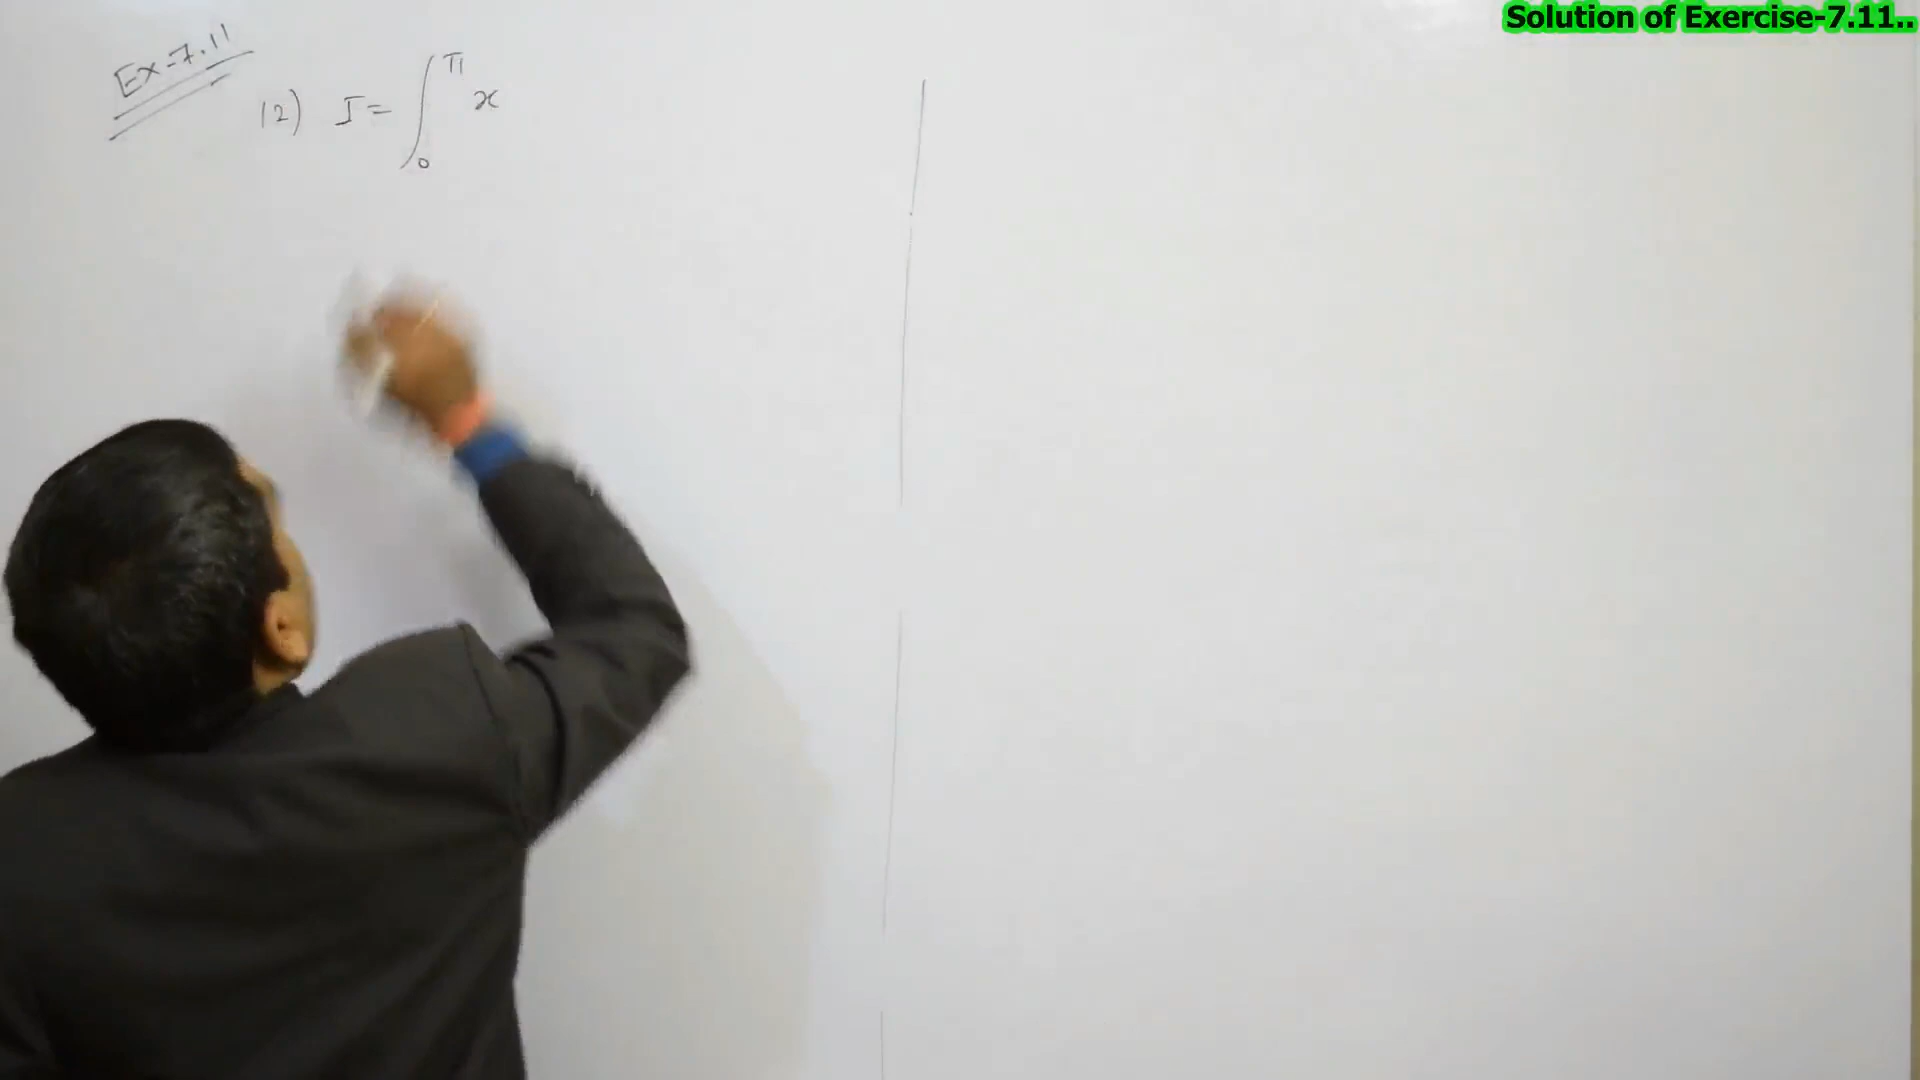 Solution of Exercise-7.11..
Ex-7.11
12) I = ∫₀^π x